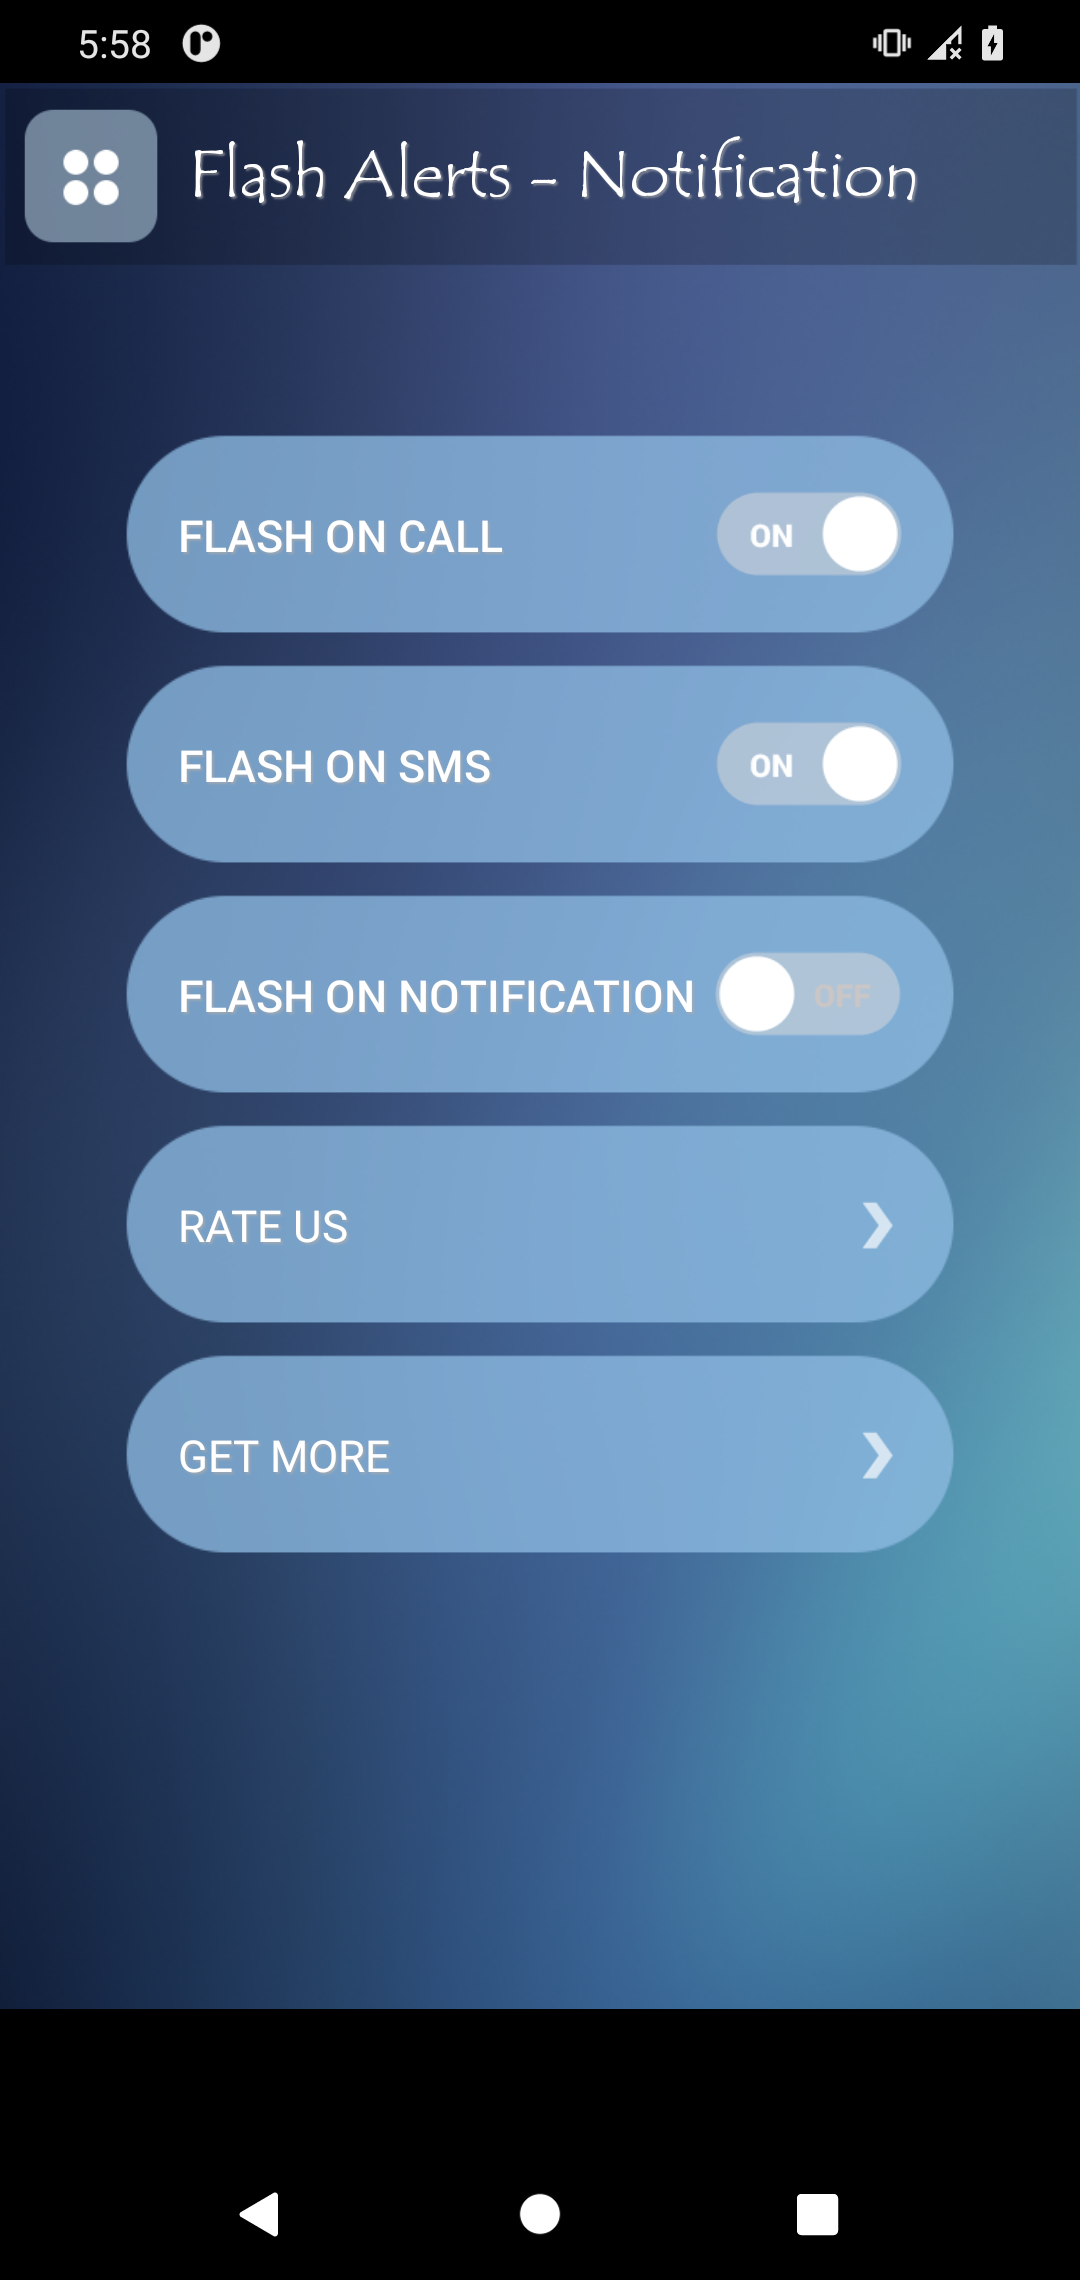 5:58
Flash Alerts - Notification
FLASH ON CALL
ON
FLASH ON SMS
ON
FLASH ON NOTIFICATION
OFF
RATE US
GET MORE